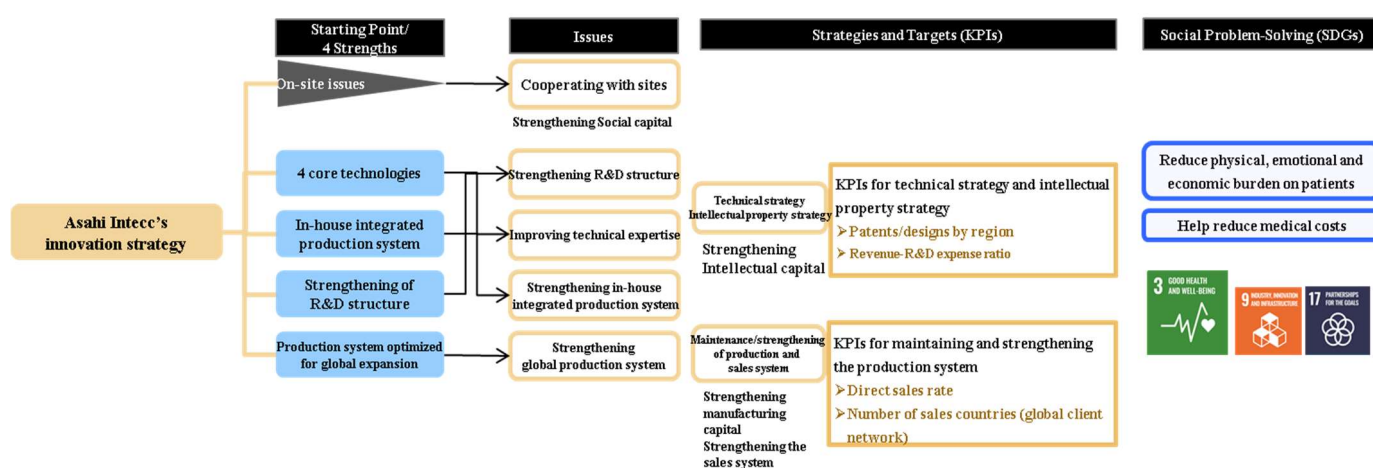 Starting Point/
4 Strengths
Issues
Strategies and Targets (KPIs)
Social Problem-Solving (SDGs)
On-site issues
Cooperating with sites
Strengthening Social capital
4 core technologies
Strengthening R&D structure
Asahi Intecc's
innovation strategy
In-house integrated
production system
Improving technical expertise
Strengthening of
R&D structure
Strengthening in-house
integrated production system
Production system optimized
for global expansion
Strengthening
global production system
Technical strategy
Intellectual property strategy
Strengthening
Intellectual capital
KPIs for technical strategy and intellectual
property strategy
➢Patents/designs by region
➢Revenue-R&D expense ratio
Maintenance/strengthening
of production and
sales system
Strengthening
manufacturing
capital
Strengthening the
sales system
KPIs for maintaining and strengthening
the production system
➢Direct sales rate
➢Number of sales countries (global client
network)
Reduce physical, emotional and
economic burden on patients
Help reduce medical costs
3 GOOD HEALTH
AND WELL-BEING
9 INDUSTRY, INNOVATION
AND INFRASTRUCTURE
17 PARTNERSHIPS
FOR THE GOALS